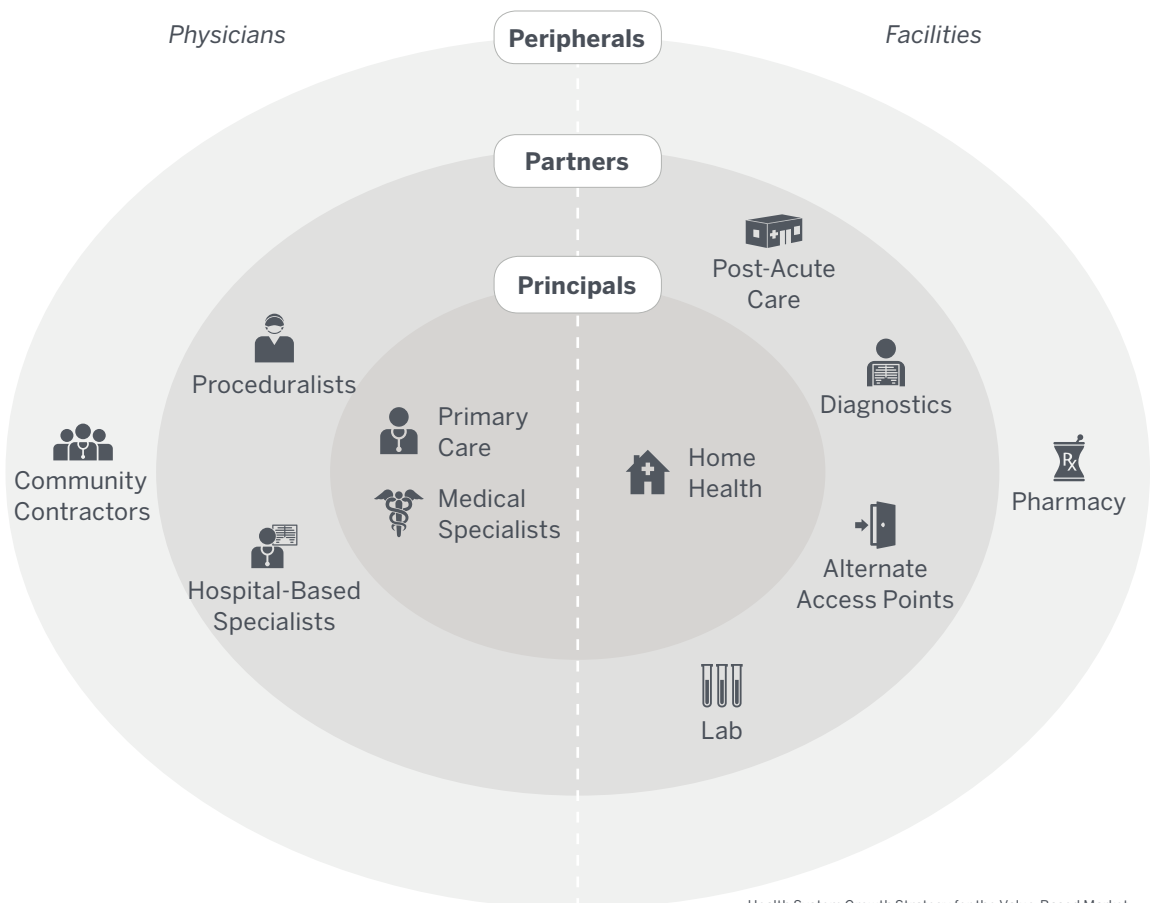 Physicians
Peripherals
Facilities
Partners
Principals
Post-Acute
Care
Proceduralists
Diagnostics
Primary
Care
Medical
Specialists
Home
Health
Community
Contractors
Pharmacy
Hospital-Based
Specialists
Alternate
Access Points
Lab
Rx